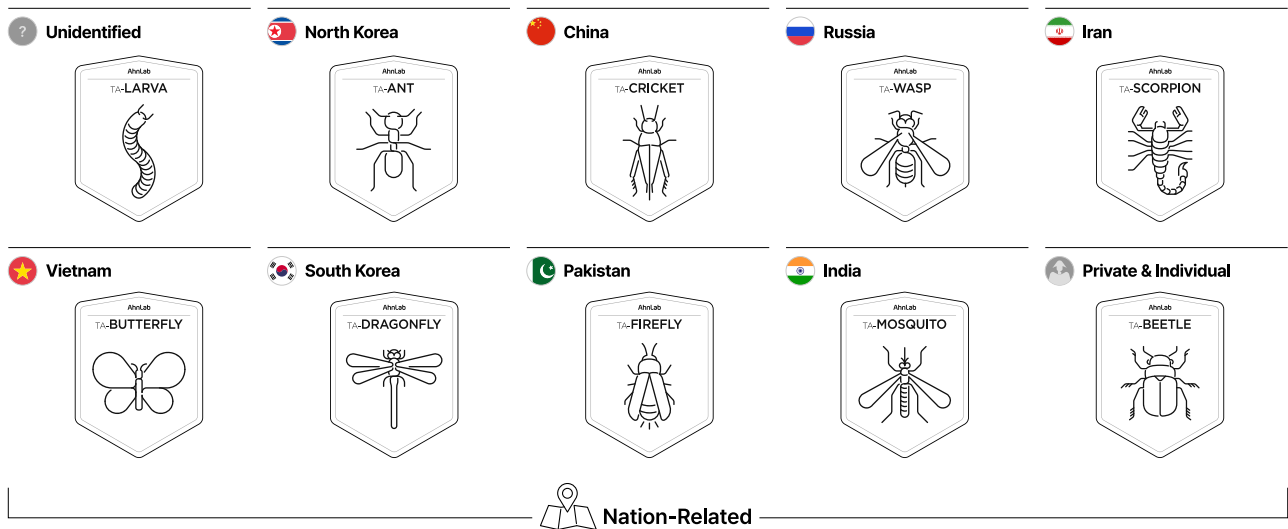 ? Unidentified
North Korea
China
Russia
Iran
AhnLab
TA-LARVA
AhnLab
TA-ANT
AhnLab
TA-CRICKET
AhnLab
TA-WASP
AhnLab
TA-SCORPION
Vietnam
South Korea
Pakistan
India
Private & Individual
AhnLab
TA-BUTTERFLY
AhnLab
TA-DRAGONFLY
AhnLab
TA-FIREFLY
AhnLab
TA-MOSQUITO
AhnLab
TA-BEETLE
Nation-Related